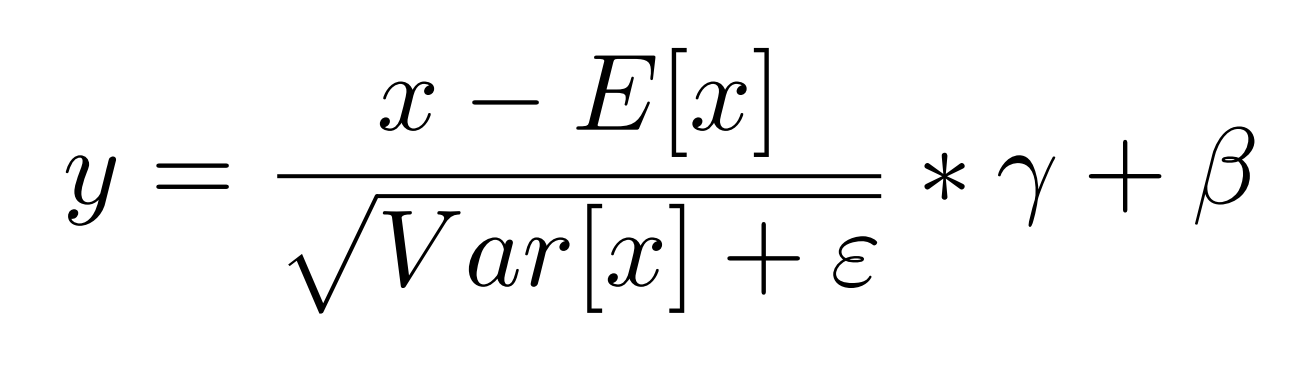 y = \frac{x - E[x]}{\sqrt{Var[x] + \varepsilon}} * \gamma + \beta